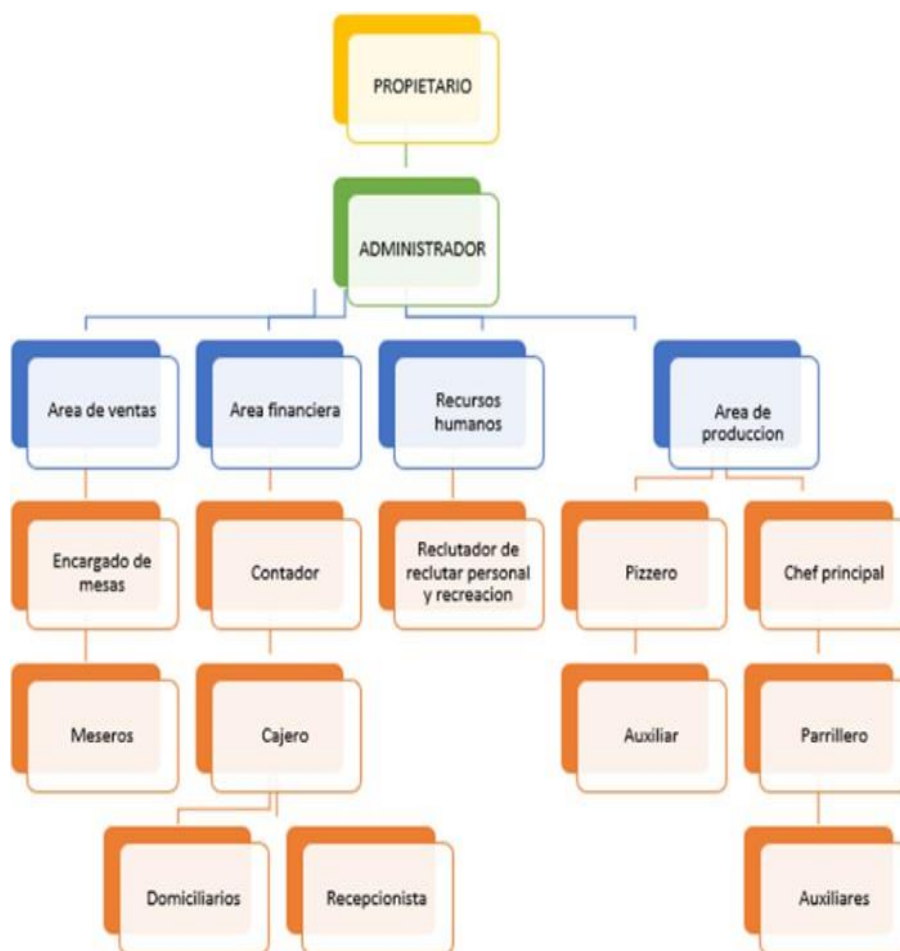 PROPIETARIO
ADMINISTRADOR
Area de ventas
Area financiera
Recursos
humanos
Area de
produccion
Encargado de
mesas
Contador
Reclutador de
reclutar personal
y recreacion
Pizzero
Chef principal
Meseros
Cajero
Auxiliar
Parrillero
Domiciliarios
Recepcionista
Auxiliares